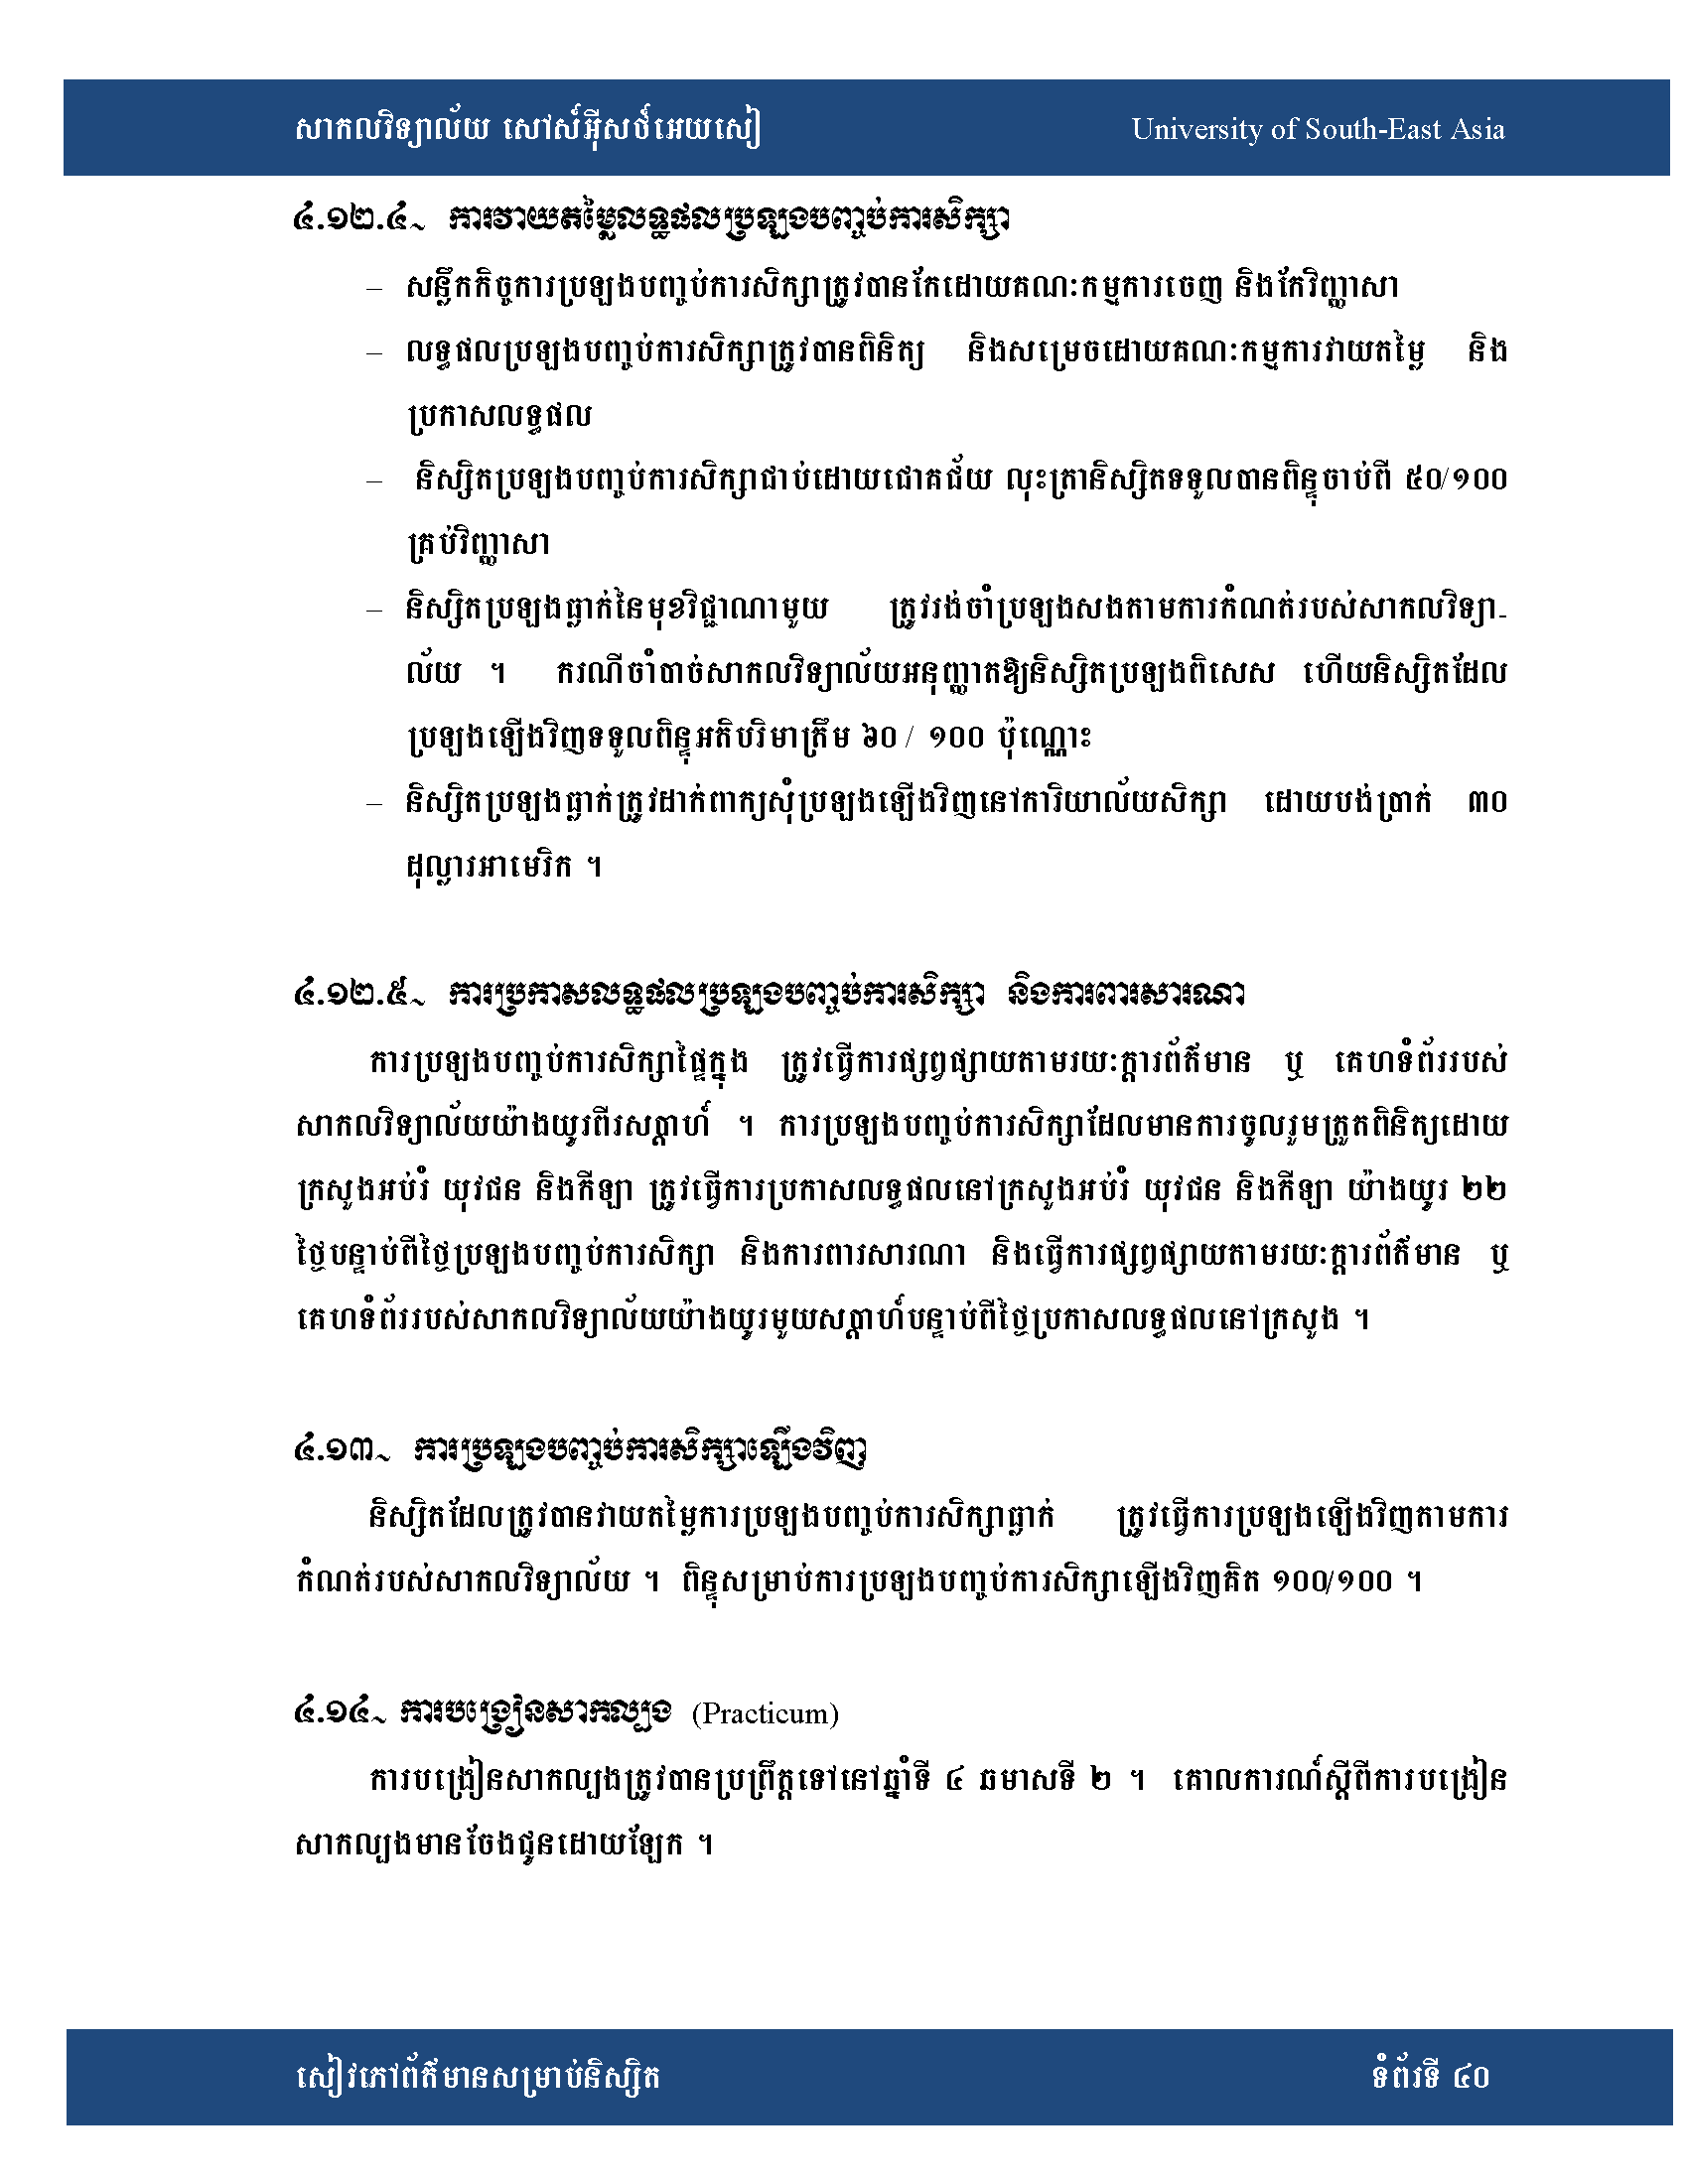 សាកលវិទ្យាល័យ សៅស៍អ៊ីសថ៍អេយសៀ University of South-East Asia
៤.១២.៤~ ការវាយតម្លៃលទ្ធផលប្រឡងបញ្ចប់ការសិក្សា
– សន្លឹកកិច្ចការប្រឡងបញ្ចប់ការសិក្សាត្រូវបានកែដោយគណៈកម្មការចេញ និងកែវិញ្ញាសា
– លទ្ធផលប្រឡងបញ្ចប់ការសិក្សាត្រូវបានពិនិត្យ និងសម្រេចដោយគណៈកម្មការវាយតម្លៃ និង
ប្រកាសលទ្ធផល
– និស្សិតប្រឡងបញ្ចប់ការសិក្សាជាប់ដោយជោគជ័យ លុះត្រានិស្សិតទទួលបានពិន្ទុចាប់ពី ៥០/១០០
គ្រប់វិញ្ញាសា
– និស្សិតប្រឡងធ្លាក់នៃមុខវិជ្ជាណាមួយ ត្រូវរង់ចាំប្រឡងសងតាមការកំណត់របស់សាកលវិទ្យា-
ល័យ ។ ករណីចាំបាច់សាកលវិទ្យាល័យអនុញ្ញាតឱ្យនិស្សិតប្រឡងពិសេស ហើយនិស្សិតដែល
ប្រឡងឡើងវិញទទួលពិន្ទុអតិបរិមាត្រឹម ៦០ / ១០០ ប៉ុណ្ណោះ
– និស្សិតប្រឡងធ្លាក់ត្រូវដាក់ពាក្យសុំប្រឡងឡើងវិញនៅការិយាល័យសិក្សា ដោយបង់ប្រាក់ ៣០
ដុល្លារអាមេរិក ។
៤.១២.៥~ ការប្រកាសលទ្ធផលប្រឡងបញ្ចប់ការសិក្សា និងការពារសារណា
ការប្រឡងបញ្ចប់ការសិក្សាផ្ទៃក្នុង ត្រូវធ្វើការផ្សព្វផ្សាយតាមរយៈក្ដារព័ត៌មាន ឬ គេហទំព័ររបស់
សាកលវិទ្យាល័យយ៉ាងយូរពីរសត្តាហ៍ ។ ការប្រឡងបញ្ចប់ការសិក្សាដែលមានការចូលរួមត្រួតពិនិត្យដោយ
ក្រសួងអប់រំ យុវជន និងកីឡា ត្រូវធ្វើការប្រកាសលទ្ធផលនៅក្រសួងអប់រំ យុវជន និងកីឡា យ៉ាងយូរ ២២
ថ្ងៃបន្ទាប់ពីថ្ងៃប្រឡងបញ្ចប់ការសិក្សា និងការពារសារណា និងធ្វើការផ្សព្វផ្សាយតាមរយៈក្ដារព័ត៌មាន ឬ
គេហទំព័ររបស់សាកលវិទ្យាល័យយ៉ាងយូរមួយសត្តាហ៍បន្ទាប់ពីថ្ងៃប្រកាសលទ្ធផលនៅក្រសួង ។
៤.១៣~ ការប្រឡងបញ្ចប់ការសិក្សាឡើងវិញ
និស្សិតដែលត្រូវបានវាយតម្លៃការប្រឡងបញ្ចប់ការសិក្សាធ្លាក់ ត្រូវធ្វើការប្រឡងឡើងវិញតាមការ
កំណត់របស់សាកលវិទ្យាល័យ ។ ពិន្ទុសម្រាប់ការប្រឡងបញ្ចប់ការសិក្សាឡើងវិញគិត ១០០/១០០ ។
៤.១៤~ ការបង្រៀនសាកល្បង (Practicum)
ការបង្រៀនសាកល្បងត្រូវបានប្រព្រឹត្តទៅនៅឆ្នាំទី ៤ ឆមាសទី ២ ។ គោលការណ៍ស្ដីពីការបង្រៀន
សាកល្បងមានចែងជូនដោយឡែក ។
សៀវភៅព័ត៌មានសម្រាប់និស្សិត ទំព័រទី ៤០